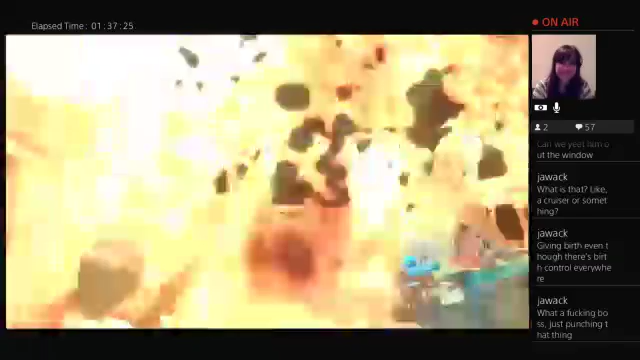 Elapsed Time: 01:37:25
ON AIR
2
57
Can we yeet him o
ut the window
jawack
What is that? Like,
a cruiser or somet
hing?
jawack
Giving birth even t
hough there's birt
h control everywhe
re
jawack
What a fucking bo
ss, just punching t
hat thing